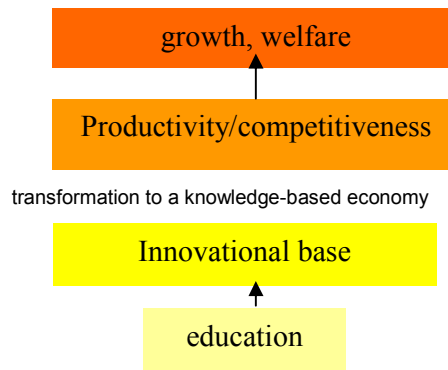 growth, welfare
Productivity/competitiveness
transformation to a knowledge-based economy
Innovational base
education